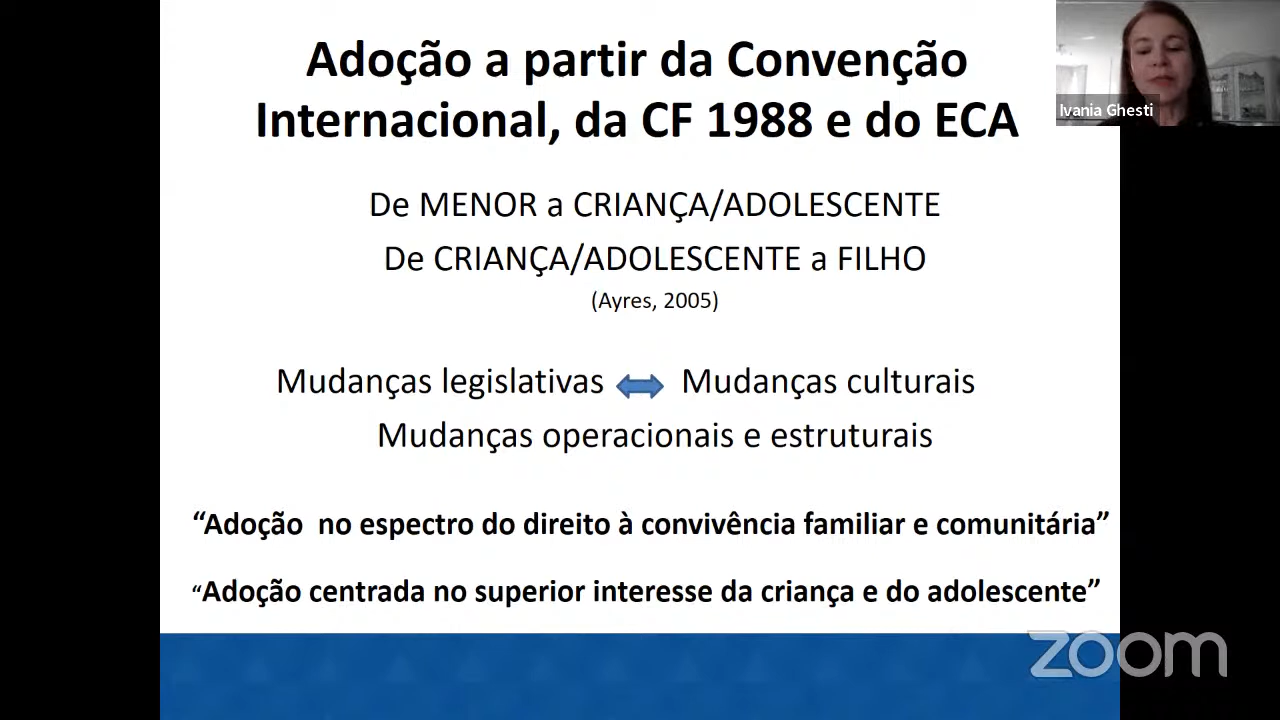 Adoção a partir da Convenção
Internacional, da CF 1988 e do ECA
Ivania Ghesti
De MENOR a CRIANÇA/ADOLESCENTE
De CRIANÇA/ADOLESCENTE a FILHO
(Ayres, 2005)
Mudanças legislativas Mudanças culturais
Mudanças operacionais e estruturais
“Adoção no espectro do direito à convivência familiar e comunitária”
“Adoção centrada no superior interesse da criança e do adolescente”
zoom